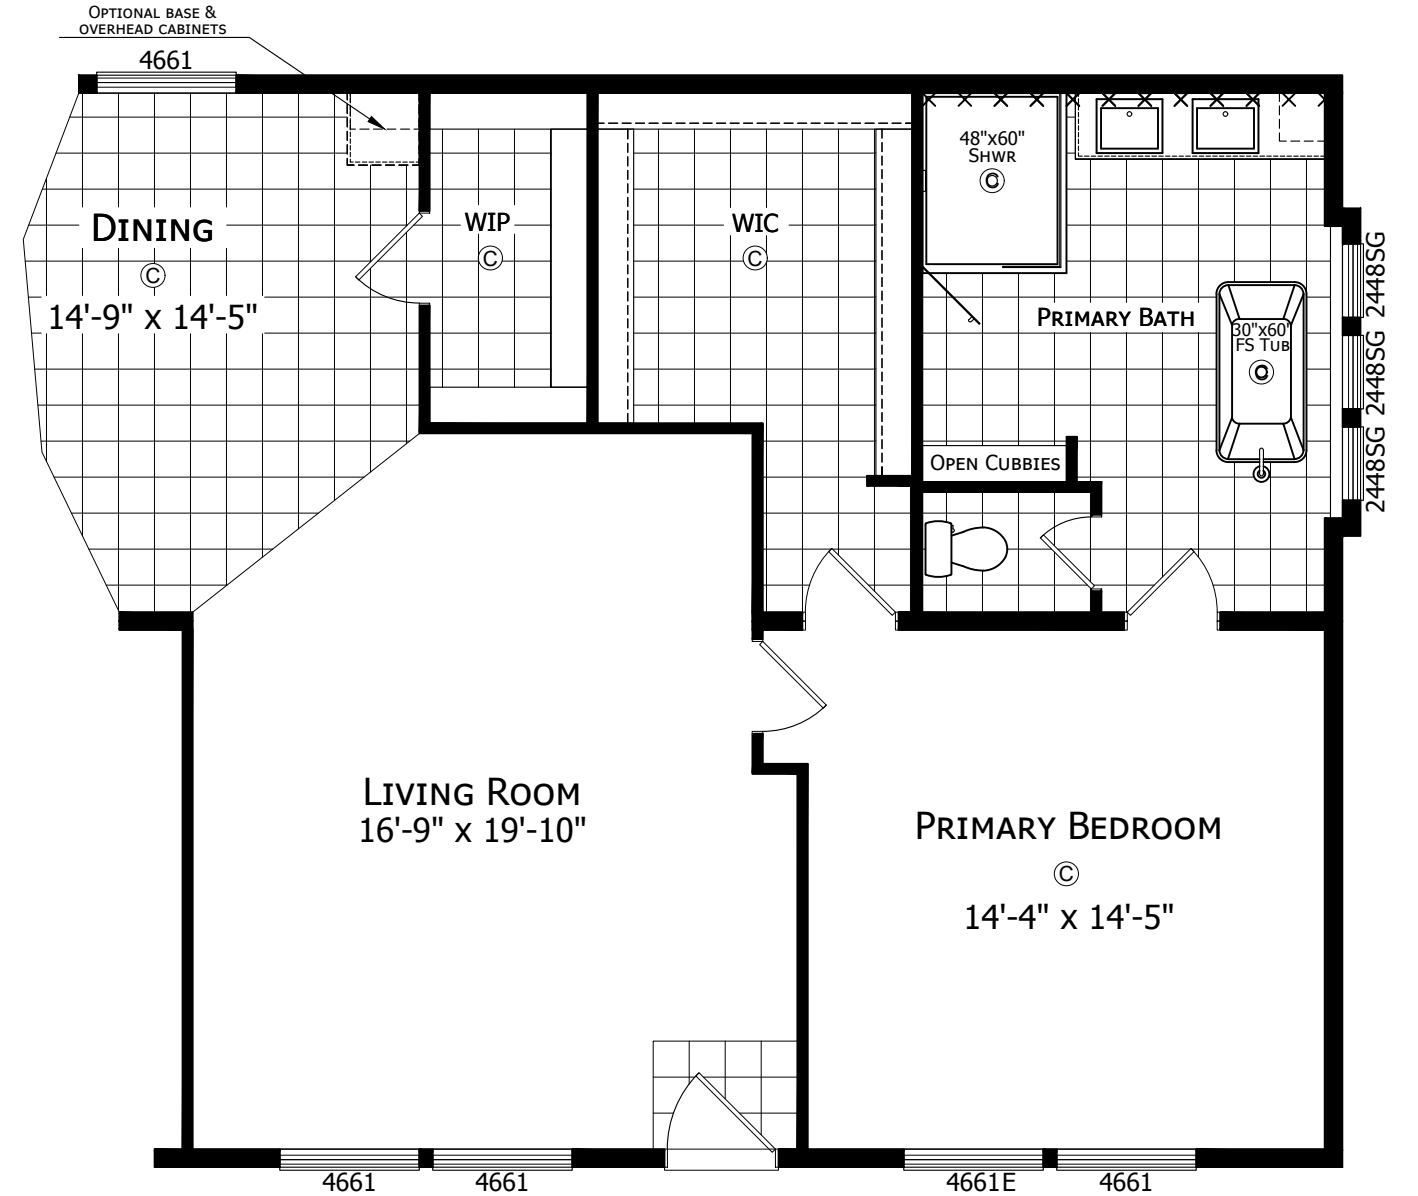 OPTIONAL BASE &
OVERHEAD CABINETS
4661
48"x60"
SHWR
C
DINING
C
14'-9" x 14'-5"
WIP
C
WIC
C
PRIMARY BATH
30"x60"
FS TUB
C
2448SG
2448SG
2448SG
OPEN CUBBIES
LIVING ROOM
16'-9" x 19'-10"
PRIMARY BEDROOM
C
14'-4" x 14'-5"
4661
4661
4661E
4661